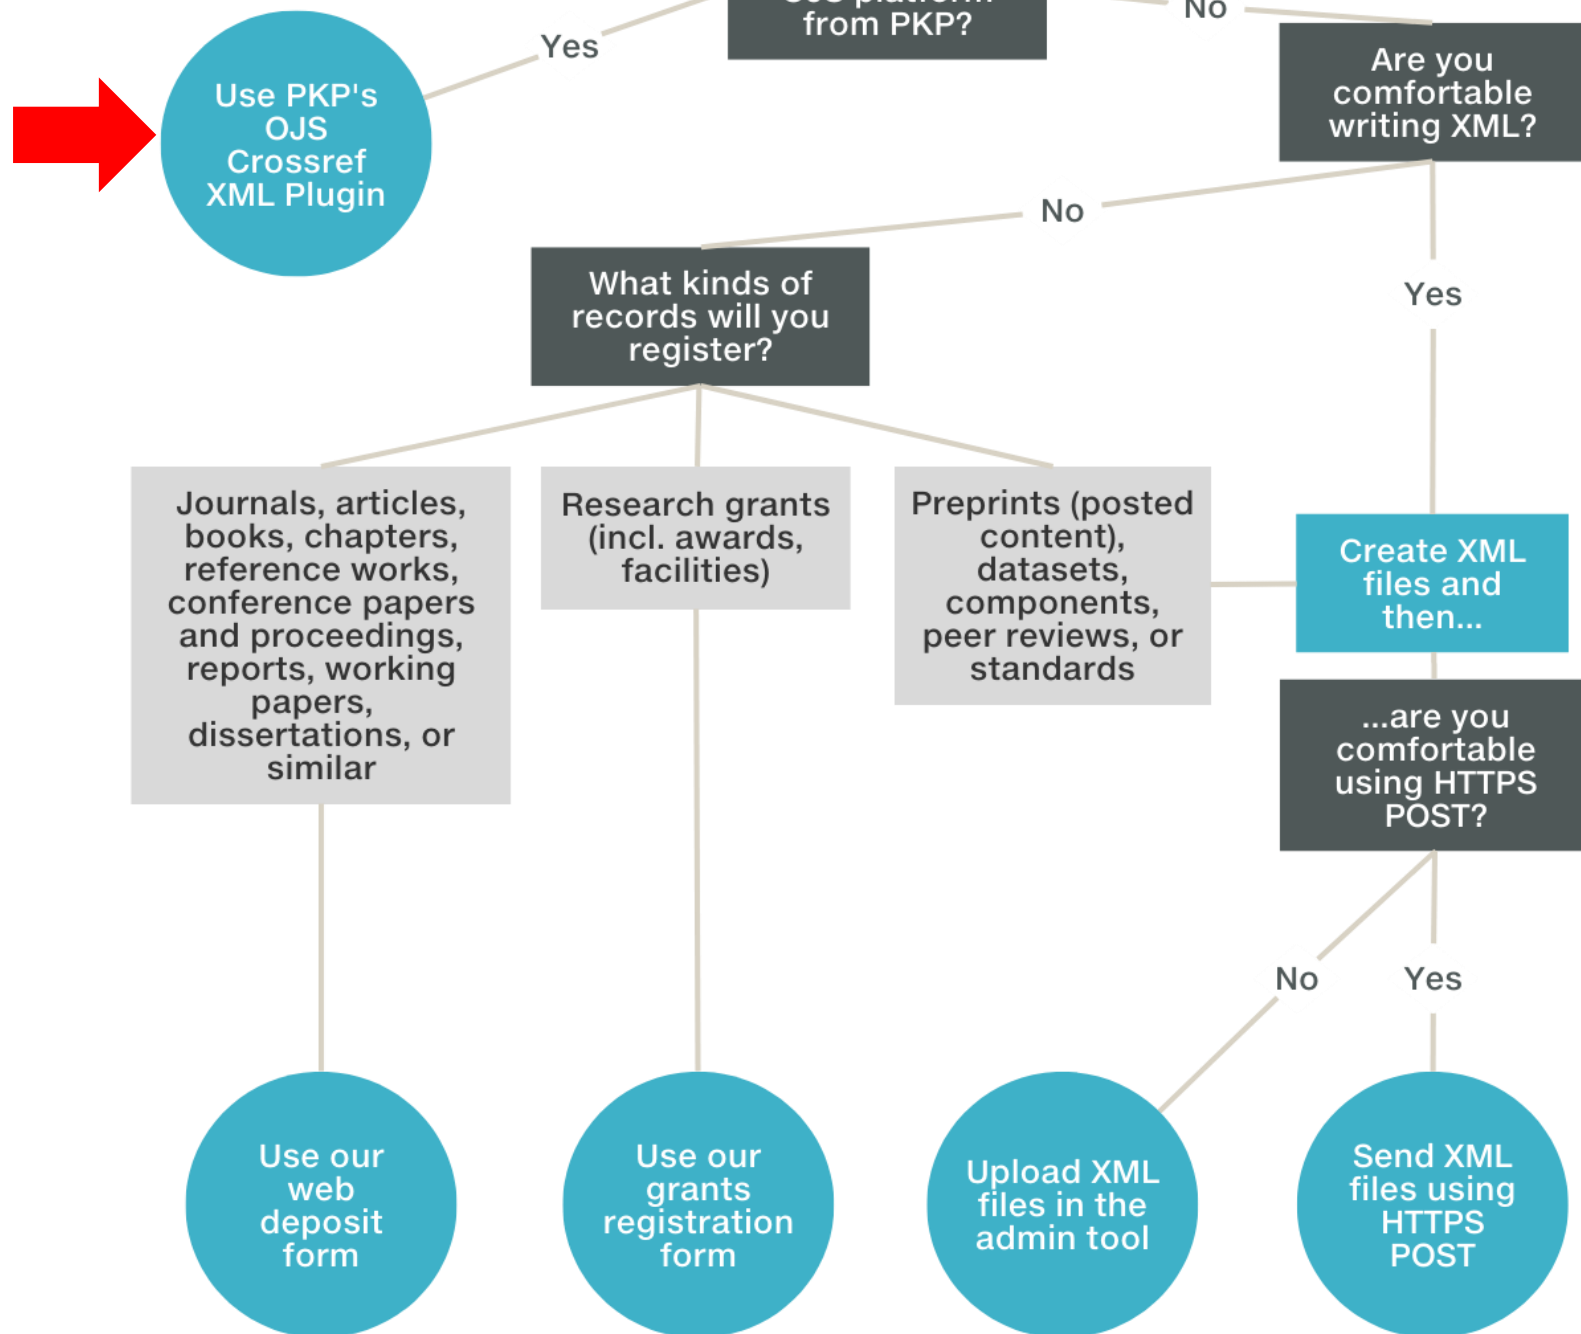 OJS platform
from PKP?
No
Yes
Are you
comfortable
writing XML?
Use PKP's
OJS
Crossref
XML Plugin
No
Yes
What kinds of
records will you
register?
Journals, articles,
books, chapters,
reference works,
conference papers
and proceedings,
reports, working
papers,
dissertations, or
similar
Research grants
(incl. awards,
facilities)
Preprints (posted
content),
datasets,
components,
peer reviews, or
standards
Create XML
files and
then...
...are you
comfortable
using HTTPS
POST?
No
Yes
Use our
web
deposit
form
Use our
grants
registration
form
Upload XML
files in the
admin tool
Send XML
files using
HTTPS
POST